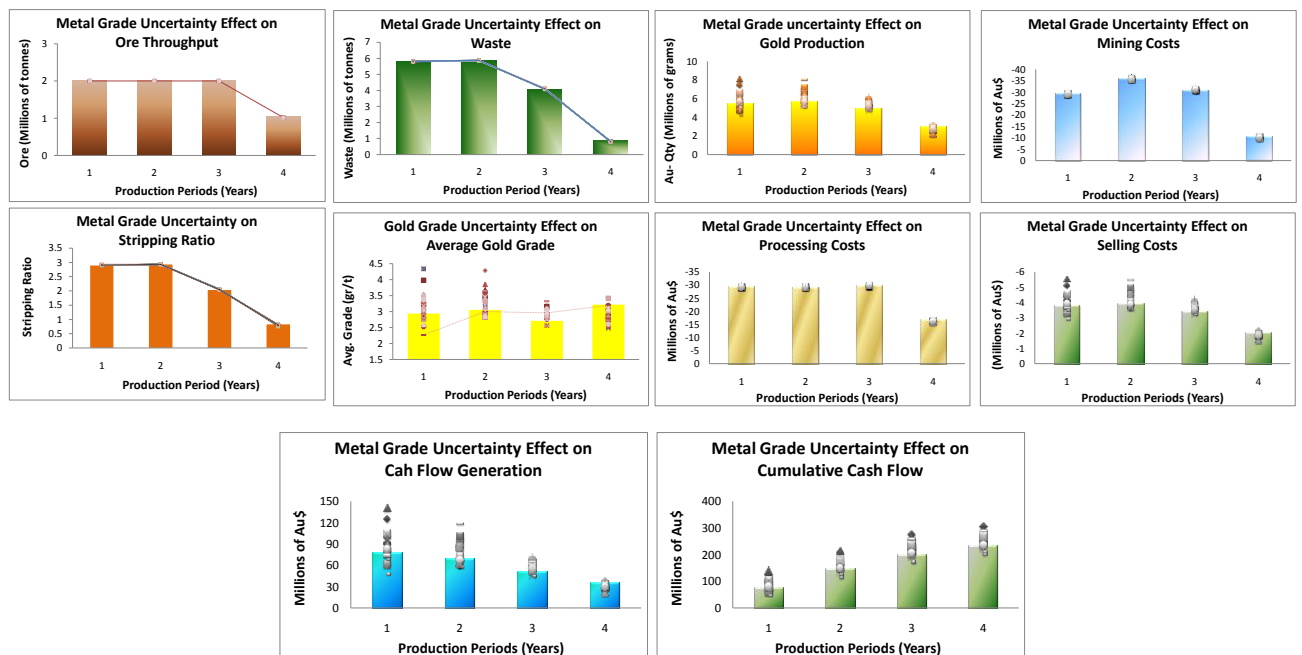 Metal Grade Uncertainty Effect on
Ore Throughput
Ore (Millions of tonnes)
3
2
1
0
1 2 3 4
Production Periods (Years)
Metal Grade Uncertainty Effect on
Waste
Waste (Millions of tonnes)
7
6
5
4
3
2
1
0
1 2 3 4
Production Period (Years)
Metal Grade uncertainty Effect on
Gold Production
Au- Qty (Millions of grams)
10
8
6
4
2
0
1 2 3 4
Production Periods (Years)
Metal Grade Uncertainty Effect on
Mining Costs
Millions of Au$
-40
-35
-30
-25
-20
-15
-10
-5
0
1 2 3 4
Production Period (Years)
Metal Grade Uncertainty on
Stripping Ratio
Stripping Ratio
3.5
3
2.5
2
1.5
1
0.5
0
1 2 3 4
Production Period (Years)
Gold Grade Uncertainty Effect on
Average Gold Grade
Avg. Grade (gr/t)
4.5
4.0
3.5
3.0
2.5
2.0
1.5
1 2 3 4
Production Periods (Years)
Metal Grade Uncertainty Effect on
Processing Costs
Millions of Au$
-35
-30
-25
-20
-15
-10
-5
0
1 2 3 4
Production Periods (Years)
Metal Grade Uncertainty Effect on
Selling Costs
(Millions of Au$)
-6
-5
-4
-3
-2
-1
0
1 2 3 4
Production Periods (Years)
Metal Grade Uncertainty Effect on
Cah Flow Generation
Millions of Au$
150
120
90
60
30
0
1 2 3 4
Production Periods (Years)
Metal Grade Uncertainty Effect on
Cumulative Cash Flow
Millions of Au$
400
300
200
100
0
1 2 3 4
Production Periods (Years)